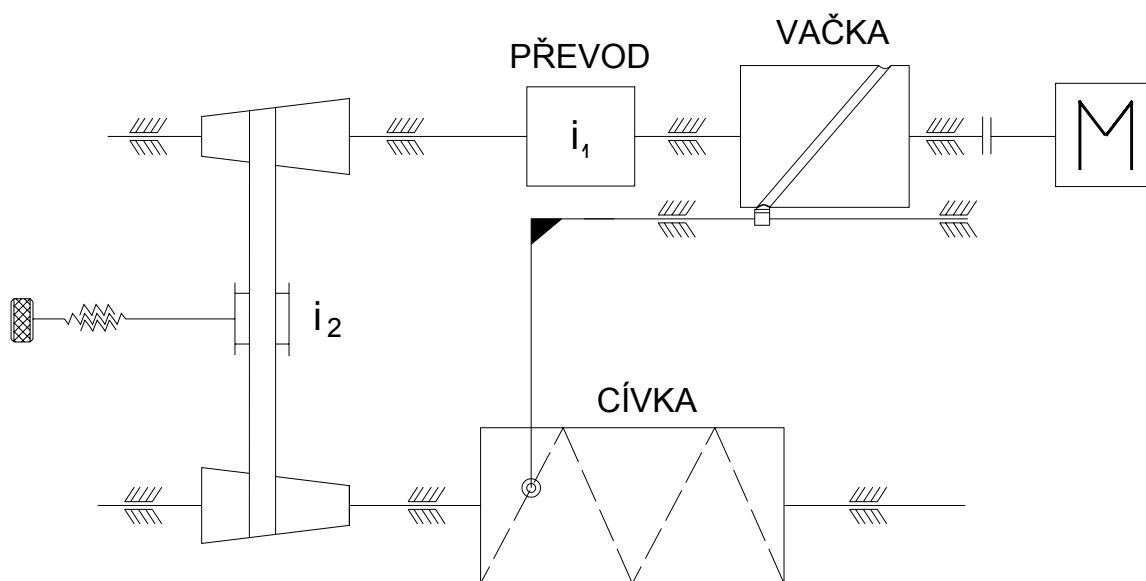 VAČKA
PŘEVOD
i₁
M
i₂
CÍVKA